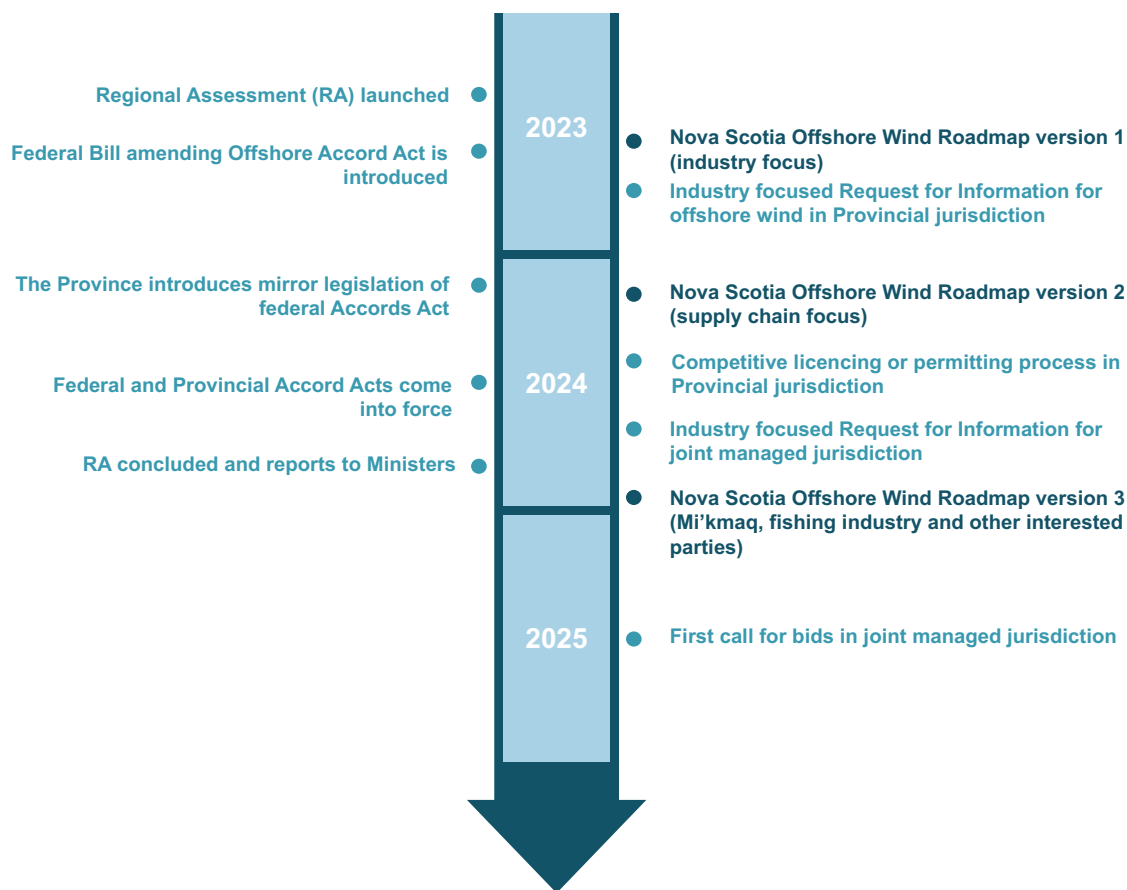 Regional Assessment (RA) launched
2023
Nova Scotia Offshore Wind Roadmap version 1
(industry focus)
Federal Bill amending Offshore Accord Act is
introduced
Industry focused Request for Information for
offshore wind in Provincial jurisdiction
The Province introduces mirror legislation of
federal Accords Act
Nova Scotia Offshore Wind Roadmap version 2
(supply chain focus)
2024
Competitive licencing or permitting process in
Provincial jurisdiction
Federal and Provincial Accord Acts come
into force
Industry focused Request for Information for
joint managed jurisdiction
RA concluded and reports to Ministers
Nova Scotia Offshore Wind Roadmap version 3
(Mi’kmaq, fishing industry and other interested
parties)
2025
First call for bids in joint managed jurisdiction